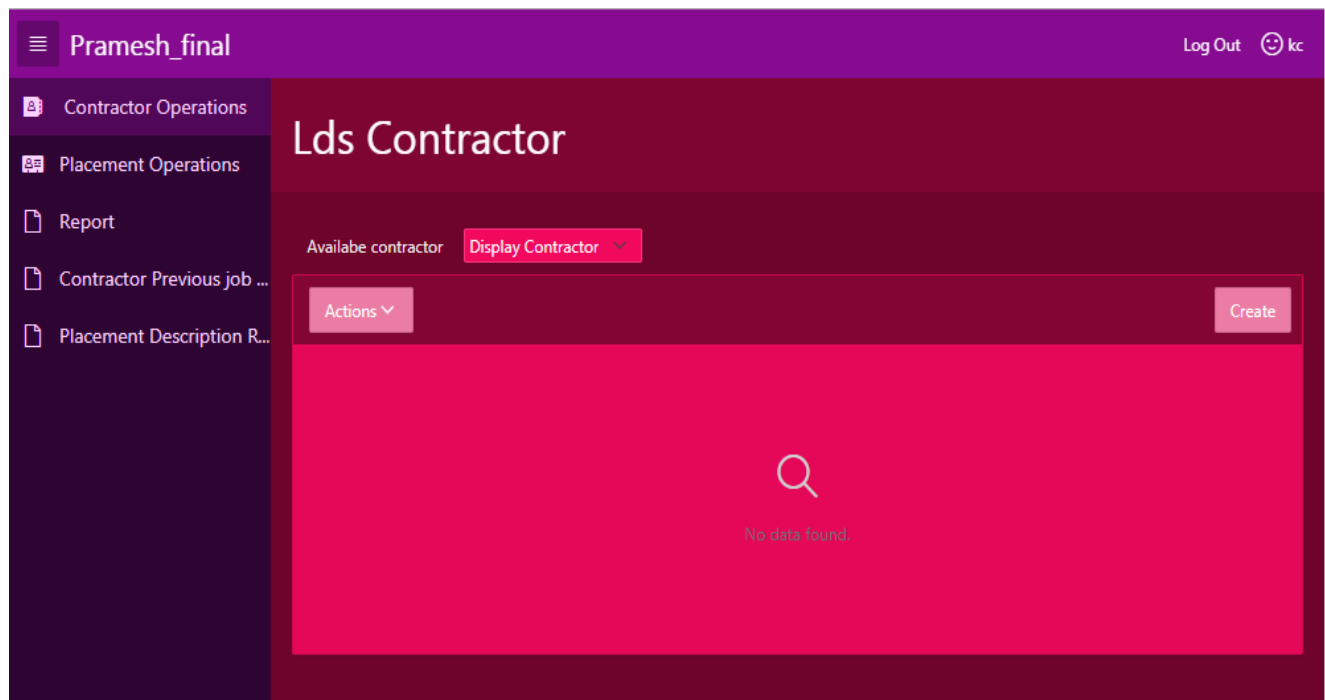 Pramesh_final
Log Out kc
Contractor Operations
Placement Operations
Report
Contractor Previous job ...
Placement Description R...
Lds Contractor
Availabe contractor Display Contractor
Actions
Create
No data found.